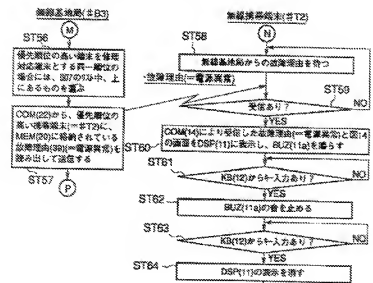 無線基地局(#B3)
M
ST56
優先順位の高い端末を修理
対応端末とする同一順位の
場合には、図7のリスト中、上
にあるものを選ぶ
COM(22)から、優先順位の
高い携帯端末(=#T2)に、
MEM(20)に格納されている
故障理由(39)(=電源異常)を
読み出して送信する
ST57
P
無線携帯端末(#T2)
N
ST58
無線基地局からの故障理由を待つ
故障理由(=電源異常)
ST59
受信あり?
NO
YES
COM(14)により受信した故障理由(=電源異常)と図14
の画面をDSP(11)に表示し、BUZ(11a)を鳴らす
ST60
ST61
KB(12)からキー入力あり?
NO
YES
ST62
BUZ(11a)の音を止める
ST63
KB(12)からキー入力あり?
NO
YES
ST64
DSP(11)の表示を消す